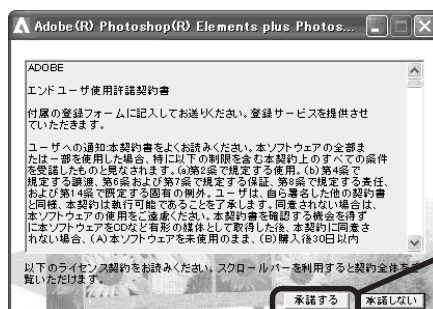 Adobe(R) Photoshop(R) Elements plus Photos...
ADOBE
エンド ユーザ使用許諾契約書
付属の登録フォームに記入してお送りください。登録サービスを提供させ
ていただきます。
ユーザへの通知:本契約書をよくお読みください。本ソフトウェアの全部ま
たは一部を使用した場合、特に以下の制限を含む本契約上のすべての条件
を受諾したものと見なされます。(a)第2条で規定する使用。(b)第4条で
規定する譲渡、第6条および第7条で規定する保証、第8条で規定する責任、
および第14条で規定する固有の例外。ユーザは、自ら署名した他の契約書
と同様、本契約は執行可能であることを了承します。同意されない場合は、
本ソフトウェアの使用をご遠慮ください。本契約書を確認する機会を得ず
に本ソフトウェアをCDなど有形の媒体として取得した後、本契約に同意さ
れない場合、(A)本ソフトウェアを未使用のまま、(B)購入後30日以内
以下のライセンス契約をお読みください。スクロールバーを利用すると契約全体をご
覧いただけます。
承諾する 承諾しない